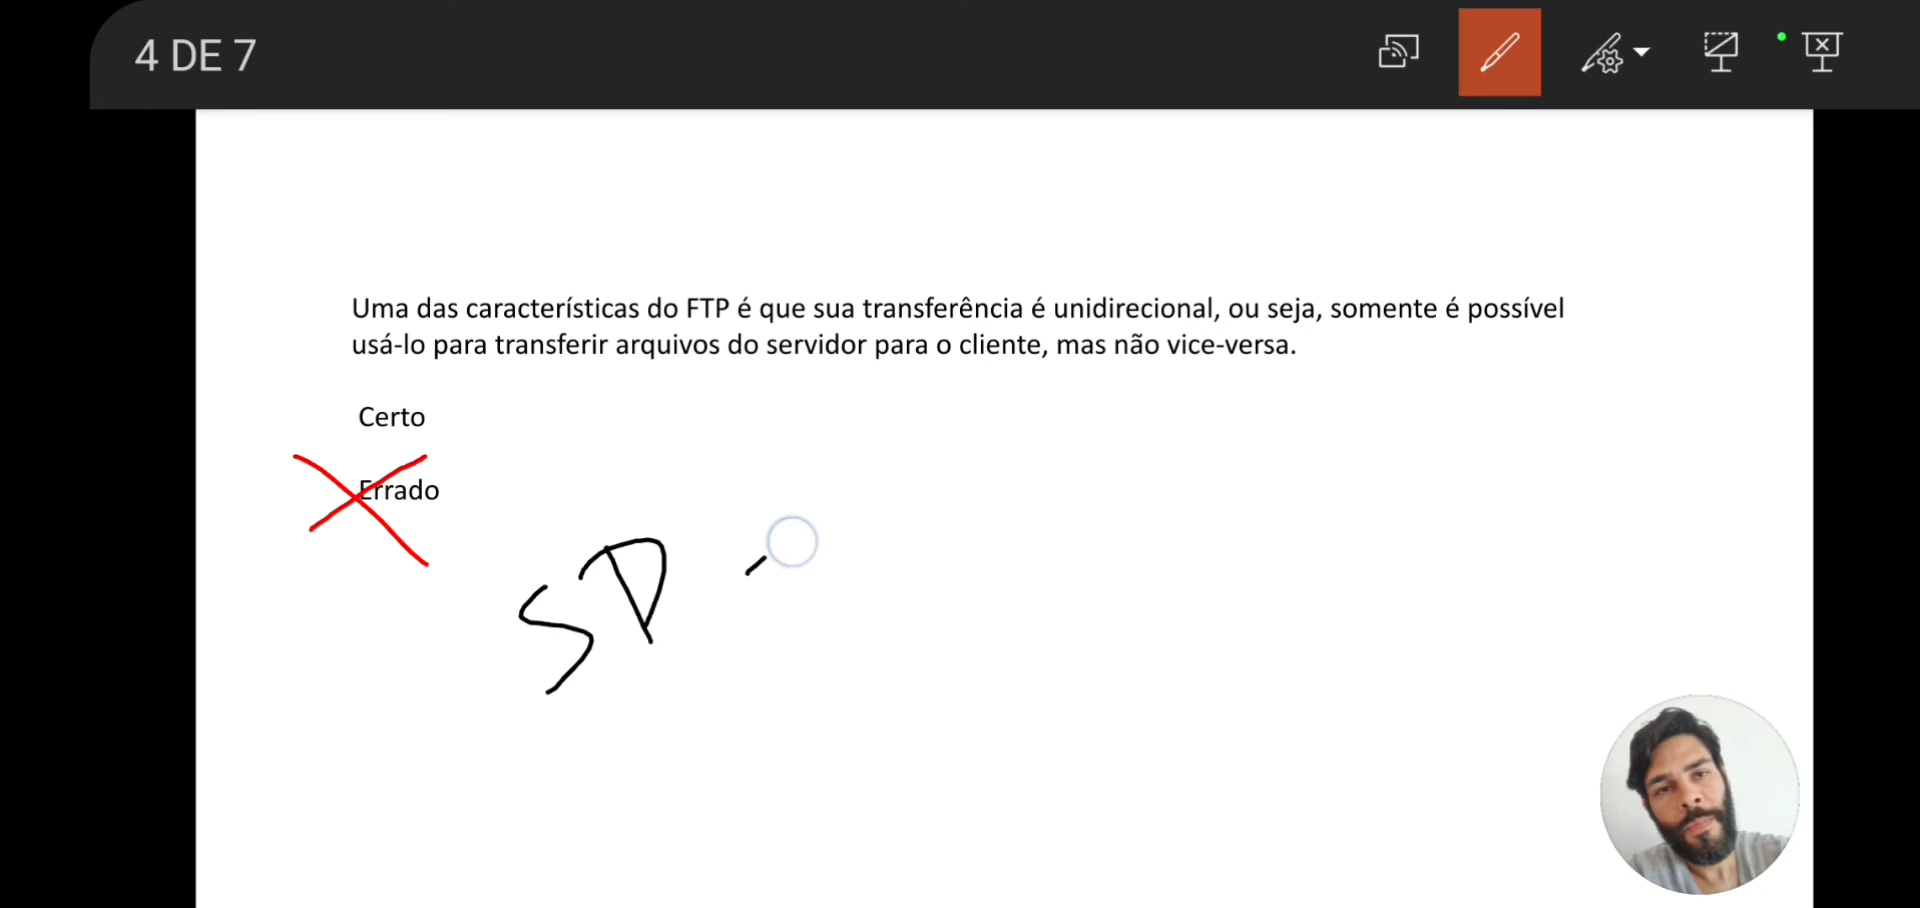 4 DE 7
Uma das características do FTP é que sua transferência é unidirecional, ou seja, somente é possível
usá-lo para transferir arquivos do servidor para o cliente, mas não vice-versa.
Certo
Errado
SD